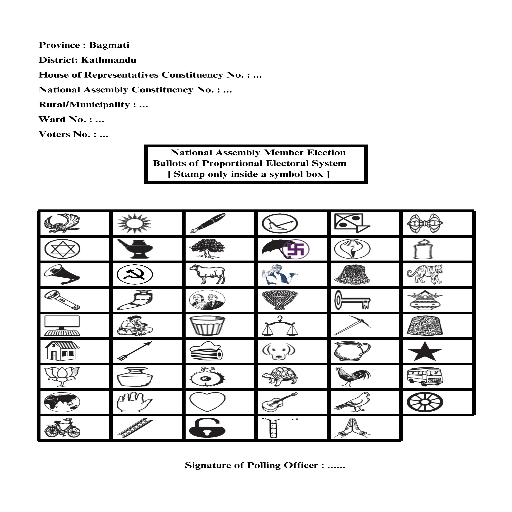 Province : Bagmati
District: Kathmandu
House of Representatives Constituency No. : ...
National Assembly Constituency No. : ...
Rural/Municipality : ...
Ward No. : ...
Voters No. : ...
National Assembly Member Election
Ballots of Proportional Electoral System
[ Stamp only inside a symbol box ]
Signature of Polling Officer : ......